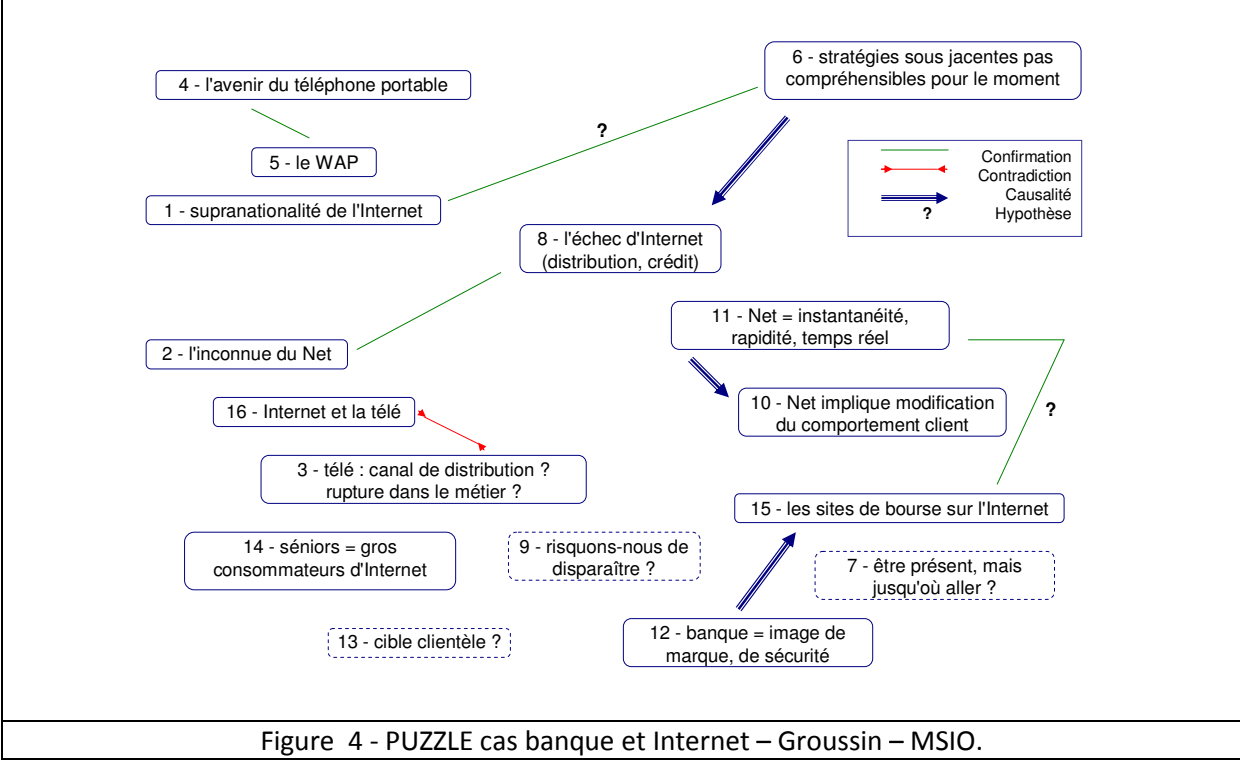 6 - stratégies sous jacentes pas
compréhensibles pour le moment
4 - l'avenir du téléphone portable
?
5 - le WAP
Confirmation
Contradiction
Causalité
? Hypothèse
1 - supranationalité de l'Internet
8 - l'échec d'Internet
(distribution, crédit)
11 - Net = instantanéité,
rapidité, temps réel
2 - l'inconnue du Net
10 - Net implique modification
du comportement client
?
16 - Internet et la télé
3 - télé : canal de distribution ?
rupture dans le métier ?
15 - les sites de bourse sur l'Internet
14 - séniors = gros
consommateurs d'Internet
9 - risquons-nous de
disparaître ?
7 - être présent, mais
jusqu'où aller ?
13 - cible clientèle ?
12 - banque = image de
marque, de sécurité
Figure 4 - PUZZLE cas banque et Internet – Groussin – MSIO.